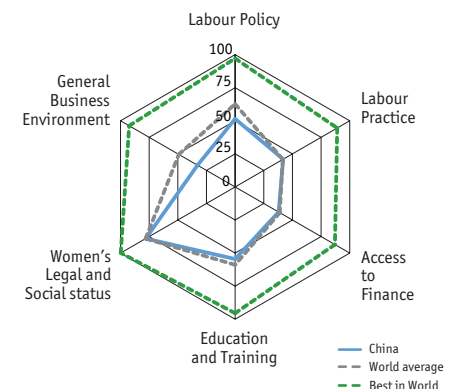 Labour Policy
100
75
50
25
0
General
Business
Environment
Labour
Practice
Women's
Legal and
Social status
Access
to
Finance
Education
and Training
China
World average
Best in World